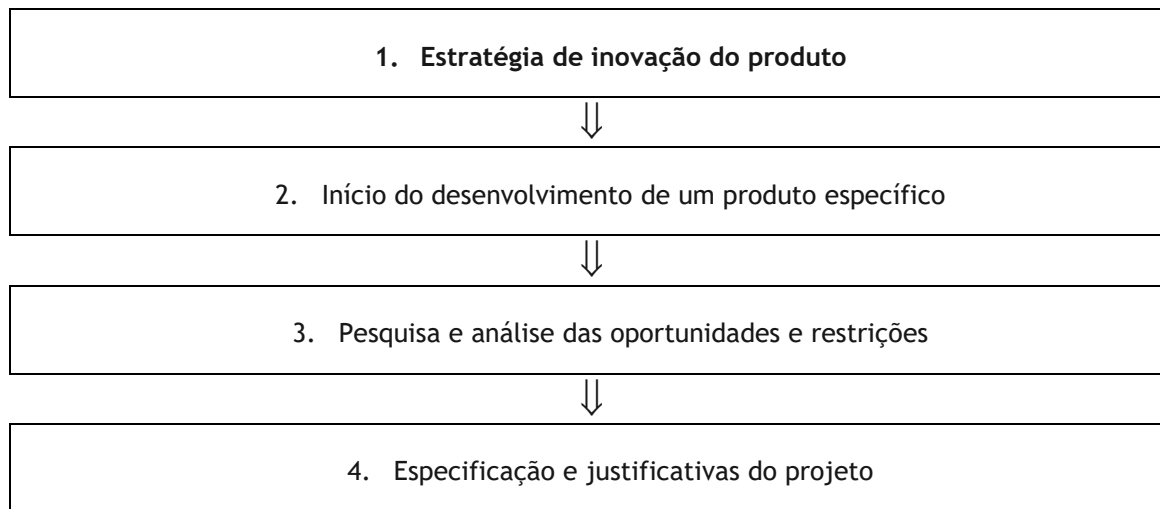 1. Estratégia de inovação do produto
2. Início do desenvolvimento de um produto específico
3. Pesquisa e análise das oportunidades e restrições
4. Especificação e justificativas do projeto